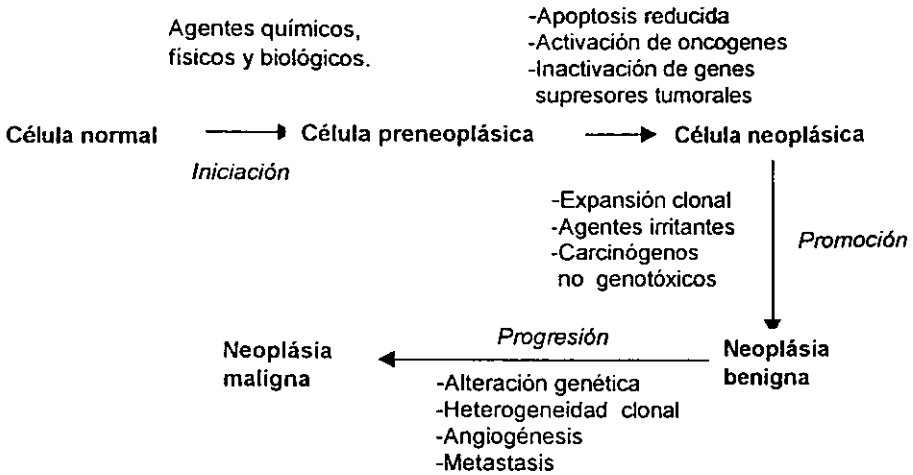 Agentes químicos,
físicos y biológicos.
-Apoptosis reducida
-Activación de oncogenes
-Inactivación de genes
supresores tumorales
Célula normal
Célula preneoplásica
Célula neoplásica
Iniciación
-Expansión clonal
-Agentes irritantes
-Carcinógenos
no genotóxicos
Promoción
Progresión
Neoplásia
maligna
Neoplásia
benigna
-Alteración genética
-Heterogeneidad clonal
-Angiogénesis
-Metastasis